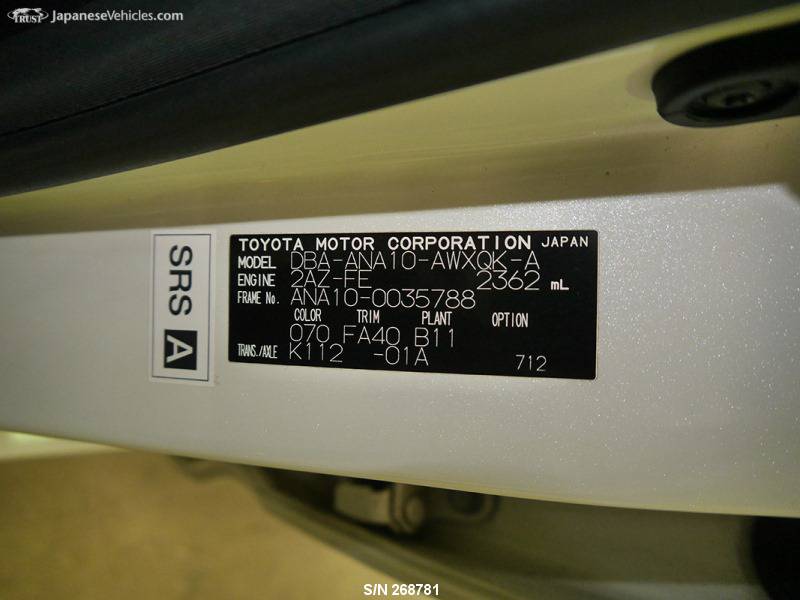 TRUST JapaneseVehicles.com
SRS A
TOYOTA MOTOR CORPORATION JAPAN
MODEL DBA-ANA10-AWXQK-A
ENGINE 2AZ-FE 2362 mL
FRAME No. ANA10-0035788
COLOR TRIM PLANT OPTION
070 FA40 B11
TRANS./AXLE K112 -01A 712
S/N 268781